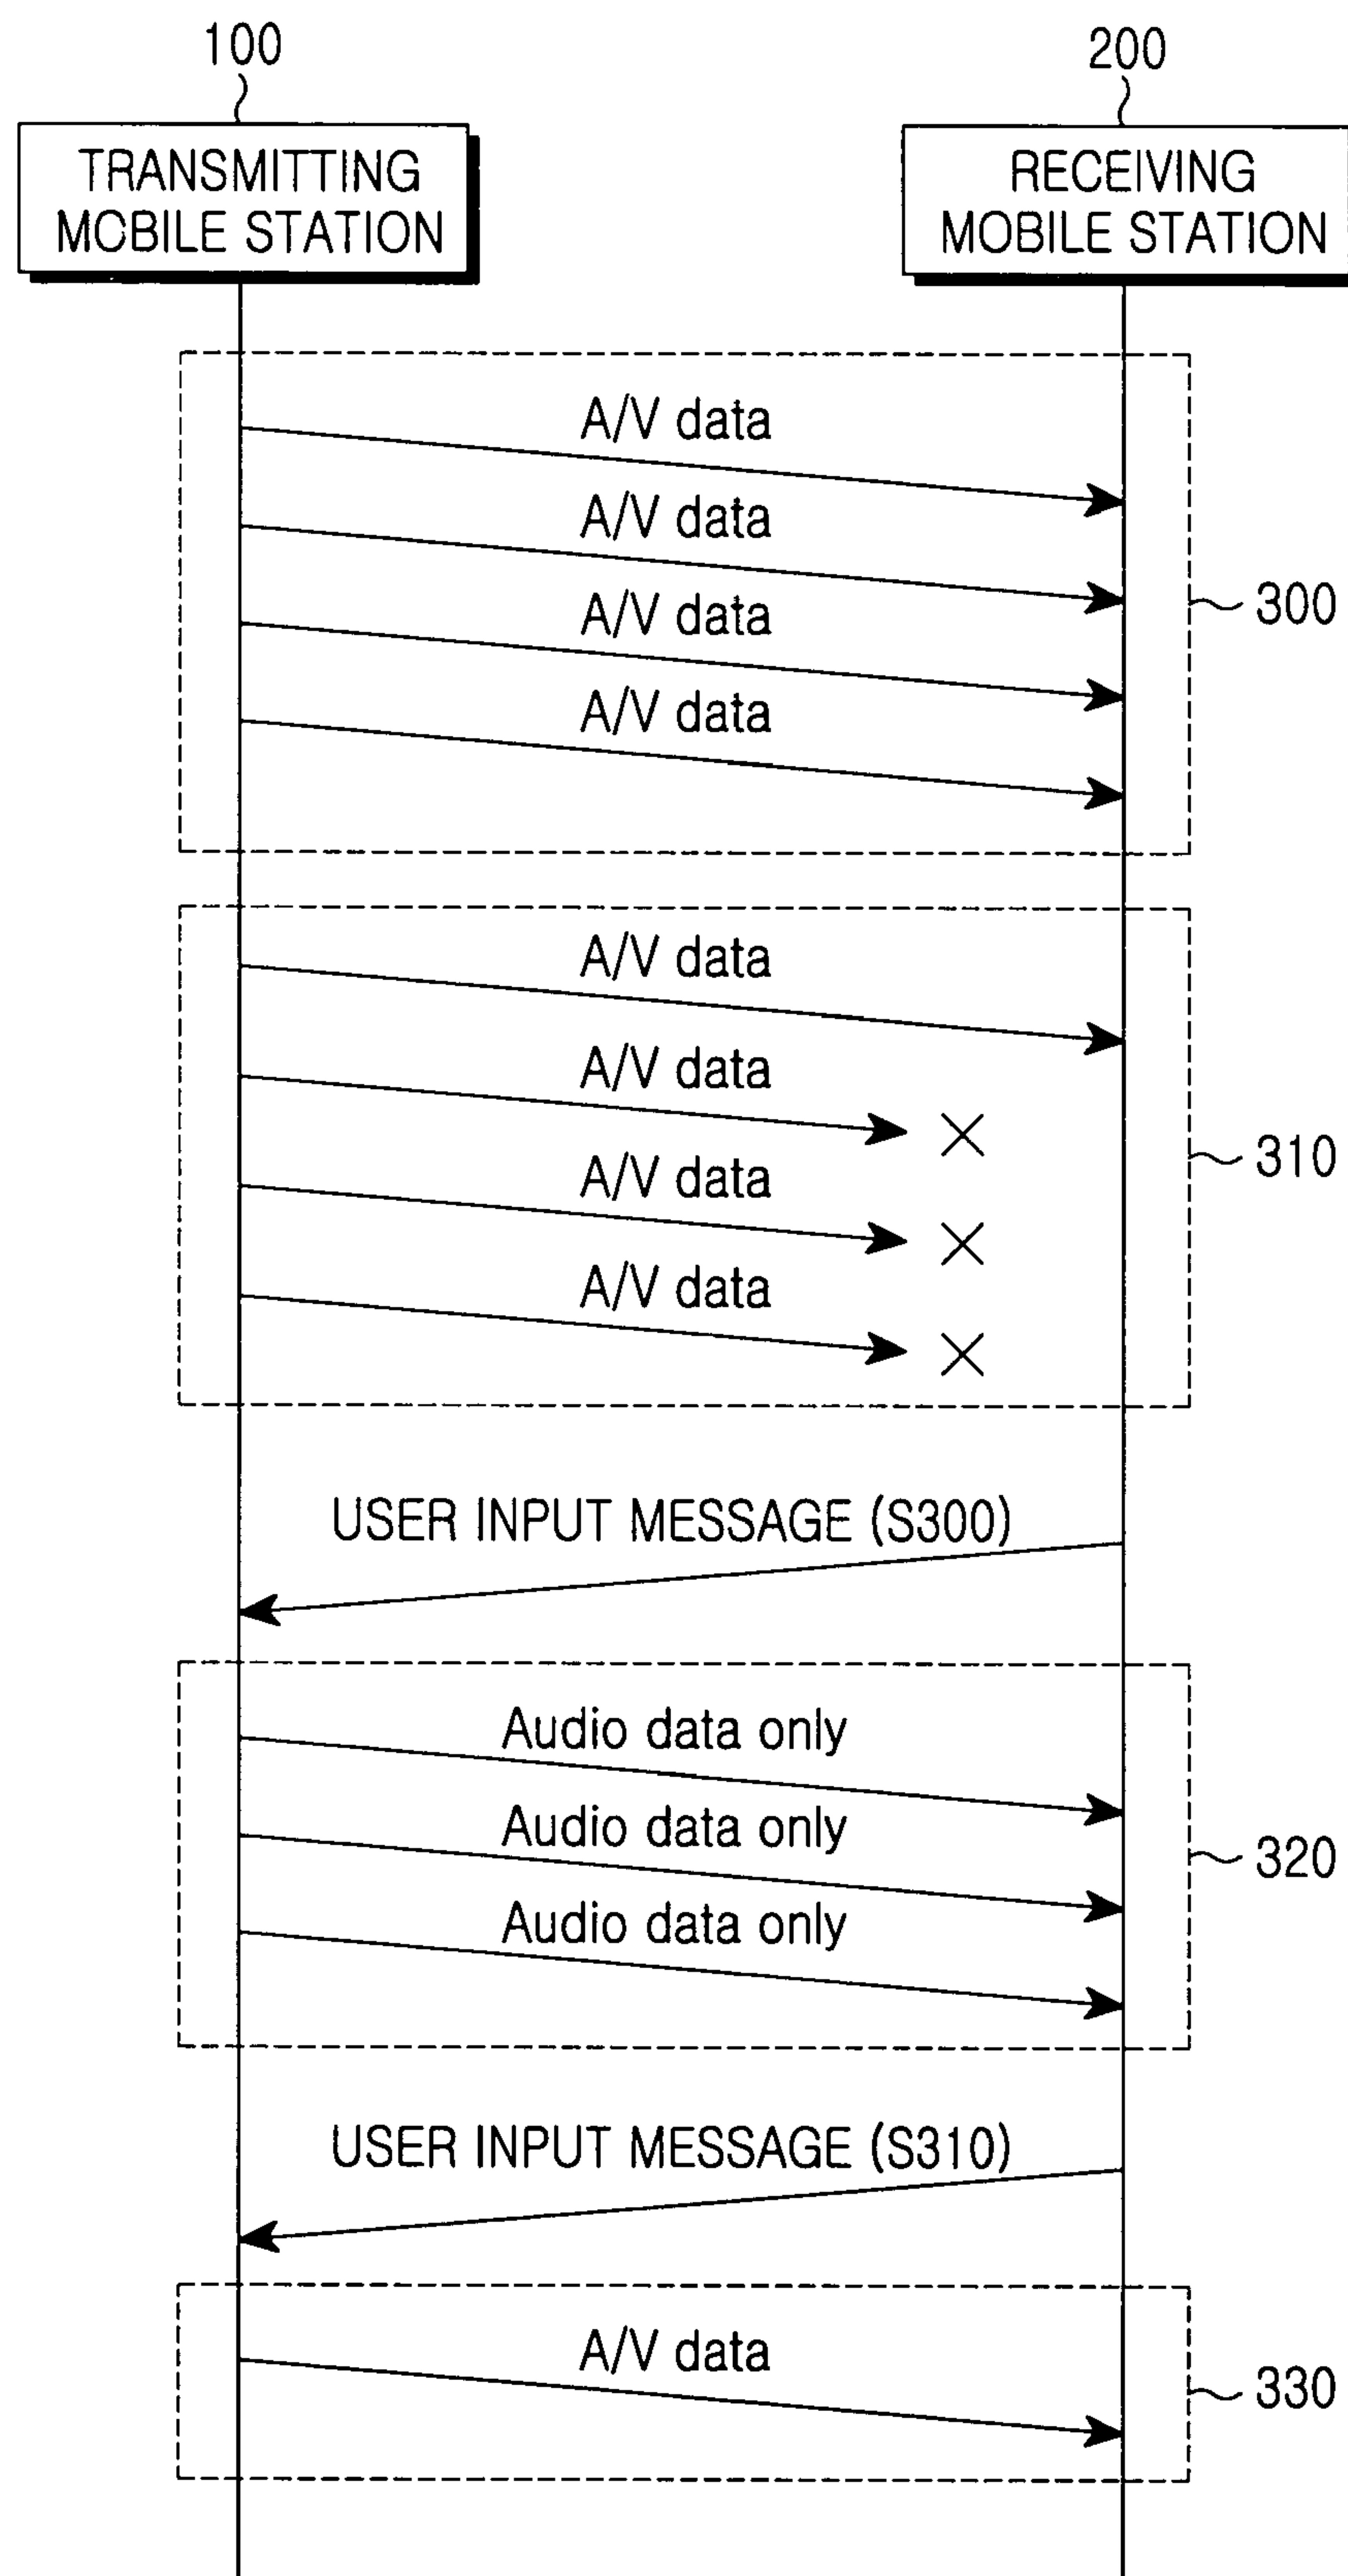 100
200
TRANSMITTING
MOBILE STATION
RECEIVING
MOBILE STATION
A/V data
A/V data
A/V data
A/V data
300
A/V data
A/V data
A/V data
A/V data
310
USER INPUT MESSAGE (S300)
Audio data only
Audio data only
Audio data only
320
USER INPUT MESSAGE (S310)
A/V data
330